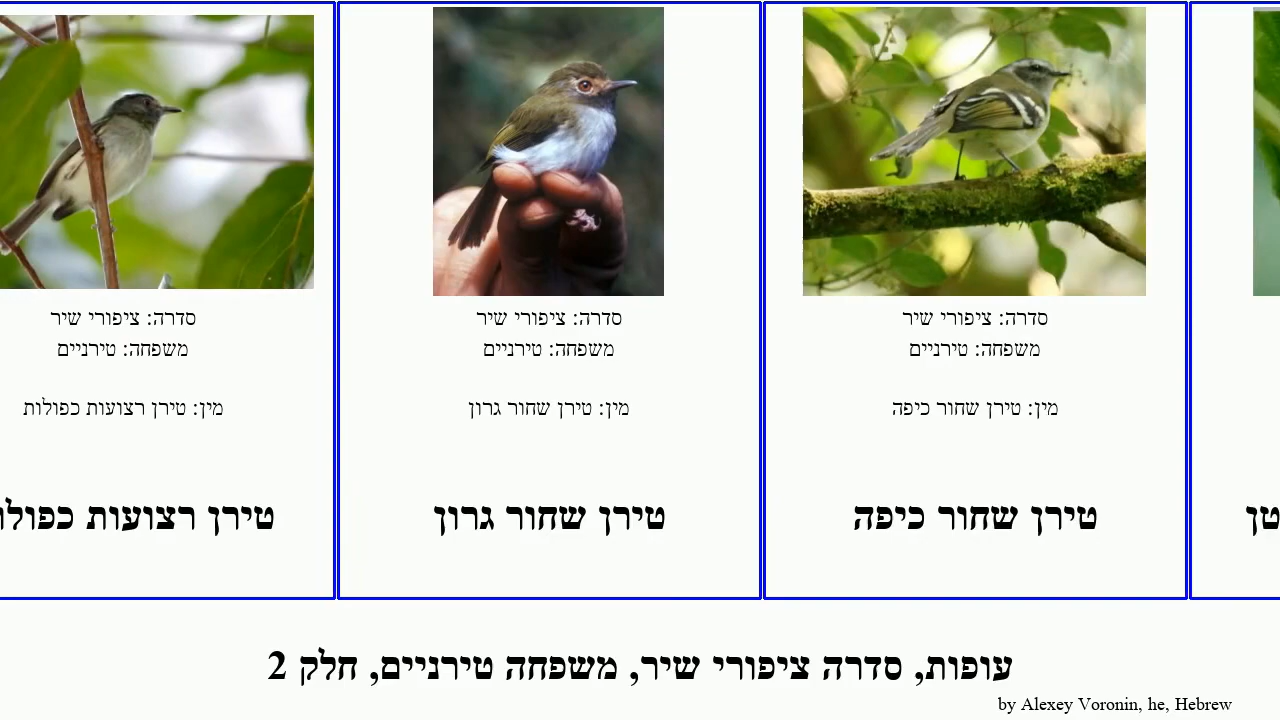 סדרה: ציפורי שיר
משפחה: טירניים
מין: טירן רצועות כפולות
טירן רצועות
סדרה: ציפורי שיר
משפחה: טירניים
מין: טירן שחור גרון
טירן שחור גרון
סדרה: ציפורי שיר
משפחה: טירניים
מין: טירן שחור כיפה
טירן שחור כיפה
עופות, סדרה ציפורי שיר, משפחה טירניים, חלק 2
by Alexey Voronin, he, Hebrew